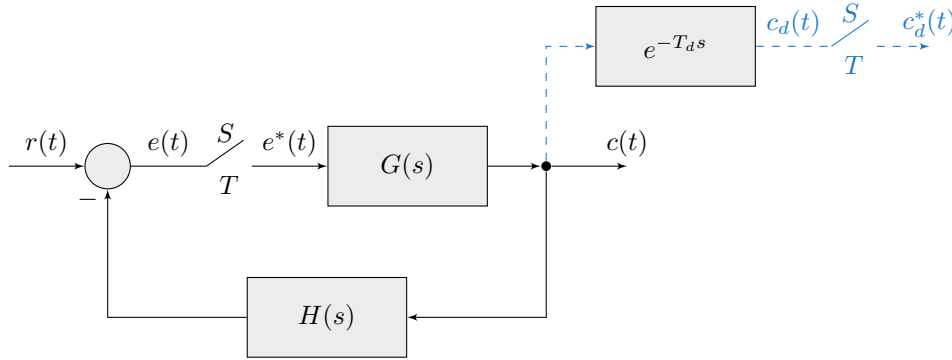 c_d(t) S c_d^*(t)
e^{-T_d s}
T
r(t) e(t) S e^*(t) G(s) c(t)
T
−
H(s)